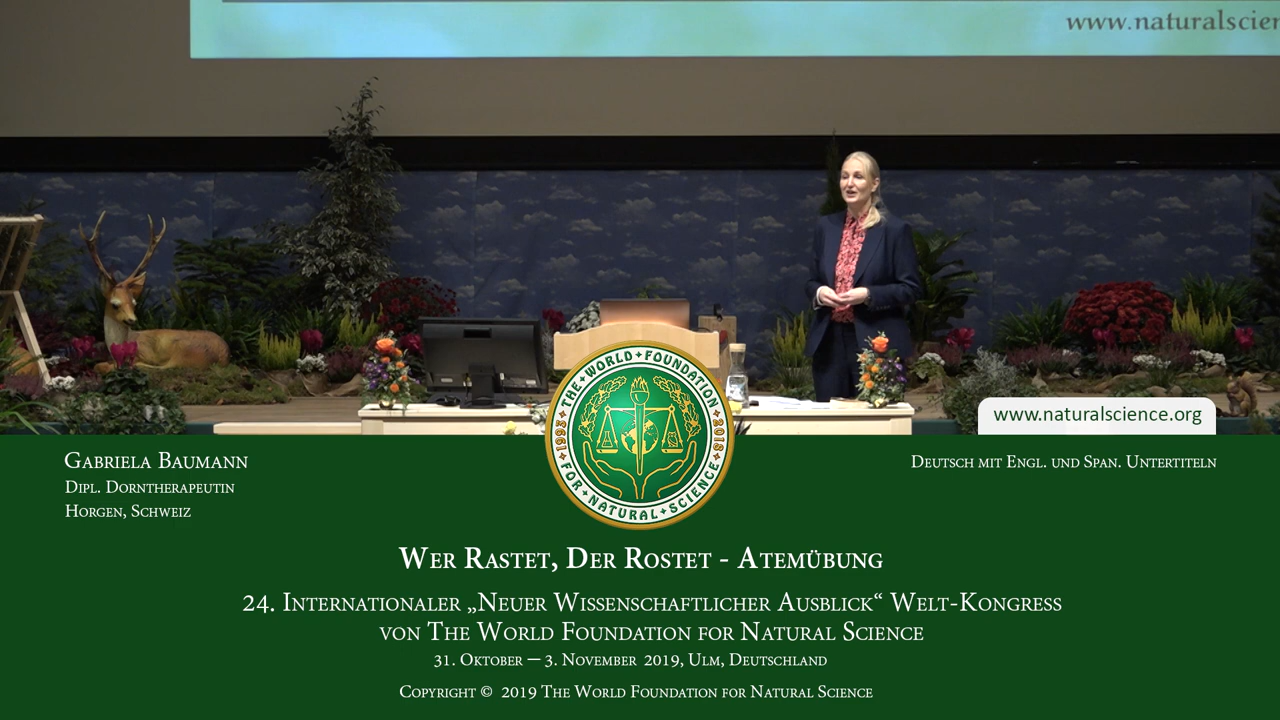 www.naturalscien
THE WORLD FOUNDATION
1993 2018
FOR NATURAL SCIENCE
www.naturalscience.org
Gabriela Baumann
Dipl. Dorntherapeutin
Horgen, Schweiz
Deutsch mit Engl. und Span. Untertiteln
Wer Rastet, Der Rostet - Atemübung
24. Internationaler „Neuer Wissenschaftlicher Ausblick“ Welt-Kongress
von The World Foundation for Natural Science
31. Oktober – 3. November 2019, Ulm, Deutschland
Copyright © 2019 The World Foundation for Natural Science